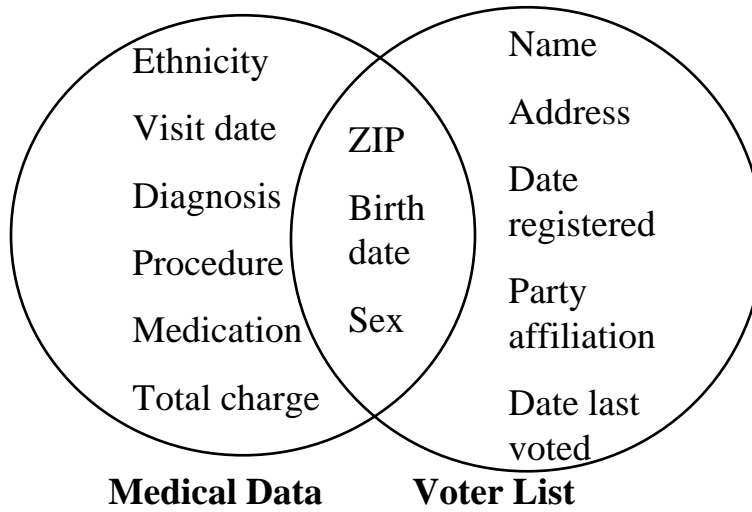 Ethnicity
Visit date
Diagnosis
Procedure
Medication
Total charge
ZIP
Birth
date
Sex
Name
Address
Date
registered
Party
affiliation
Date last
voted
Medical Data
Voter List